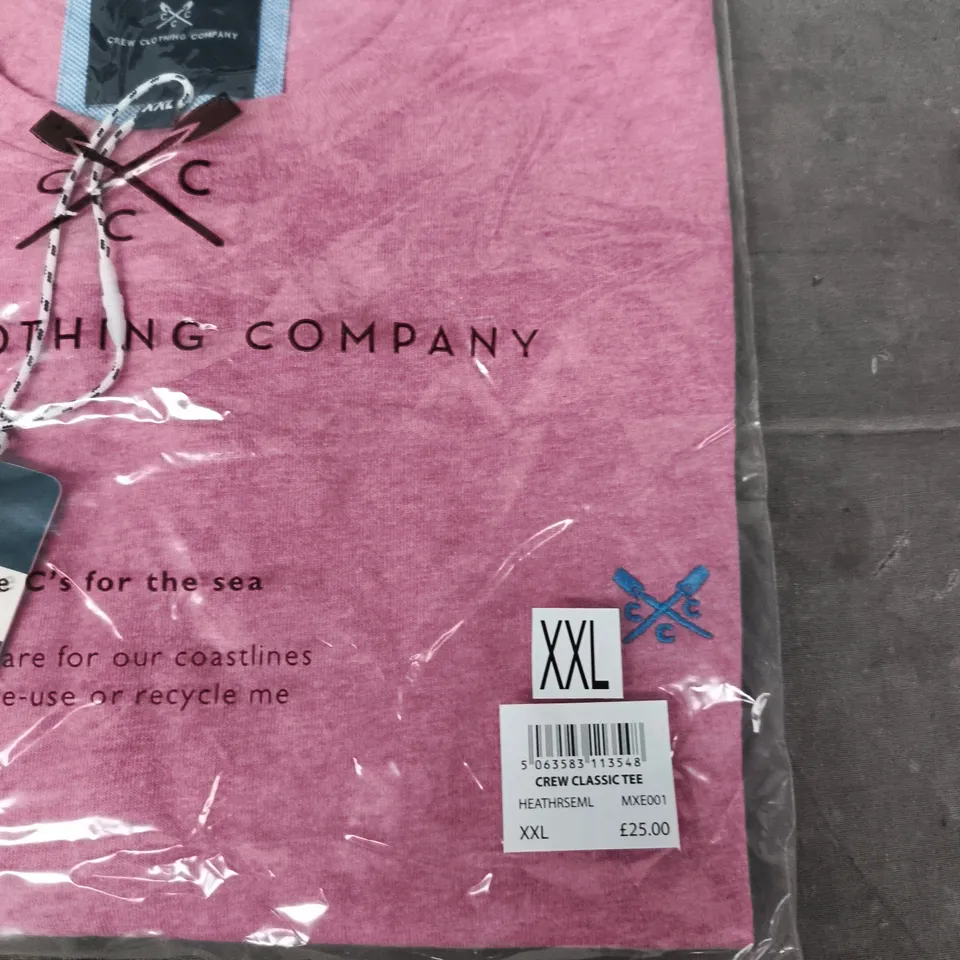 C C
C
CREW CLOTHING COMPANY
XXL
C C
C
OTHING COMPANY
e C's for the sea
are for our coastlines
e-use or recycle me
C C
C
XXL
5 063583 113548
CREW CLASSIC TEE
HEATHRSEML MXE001
XXL £25.00